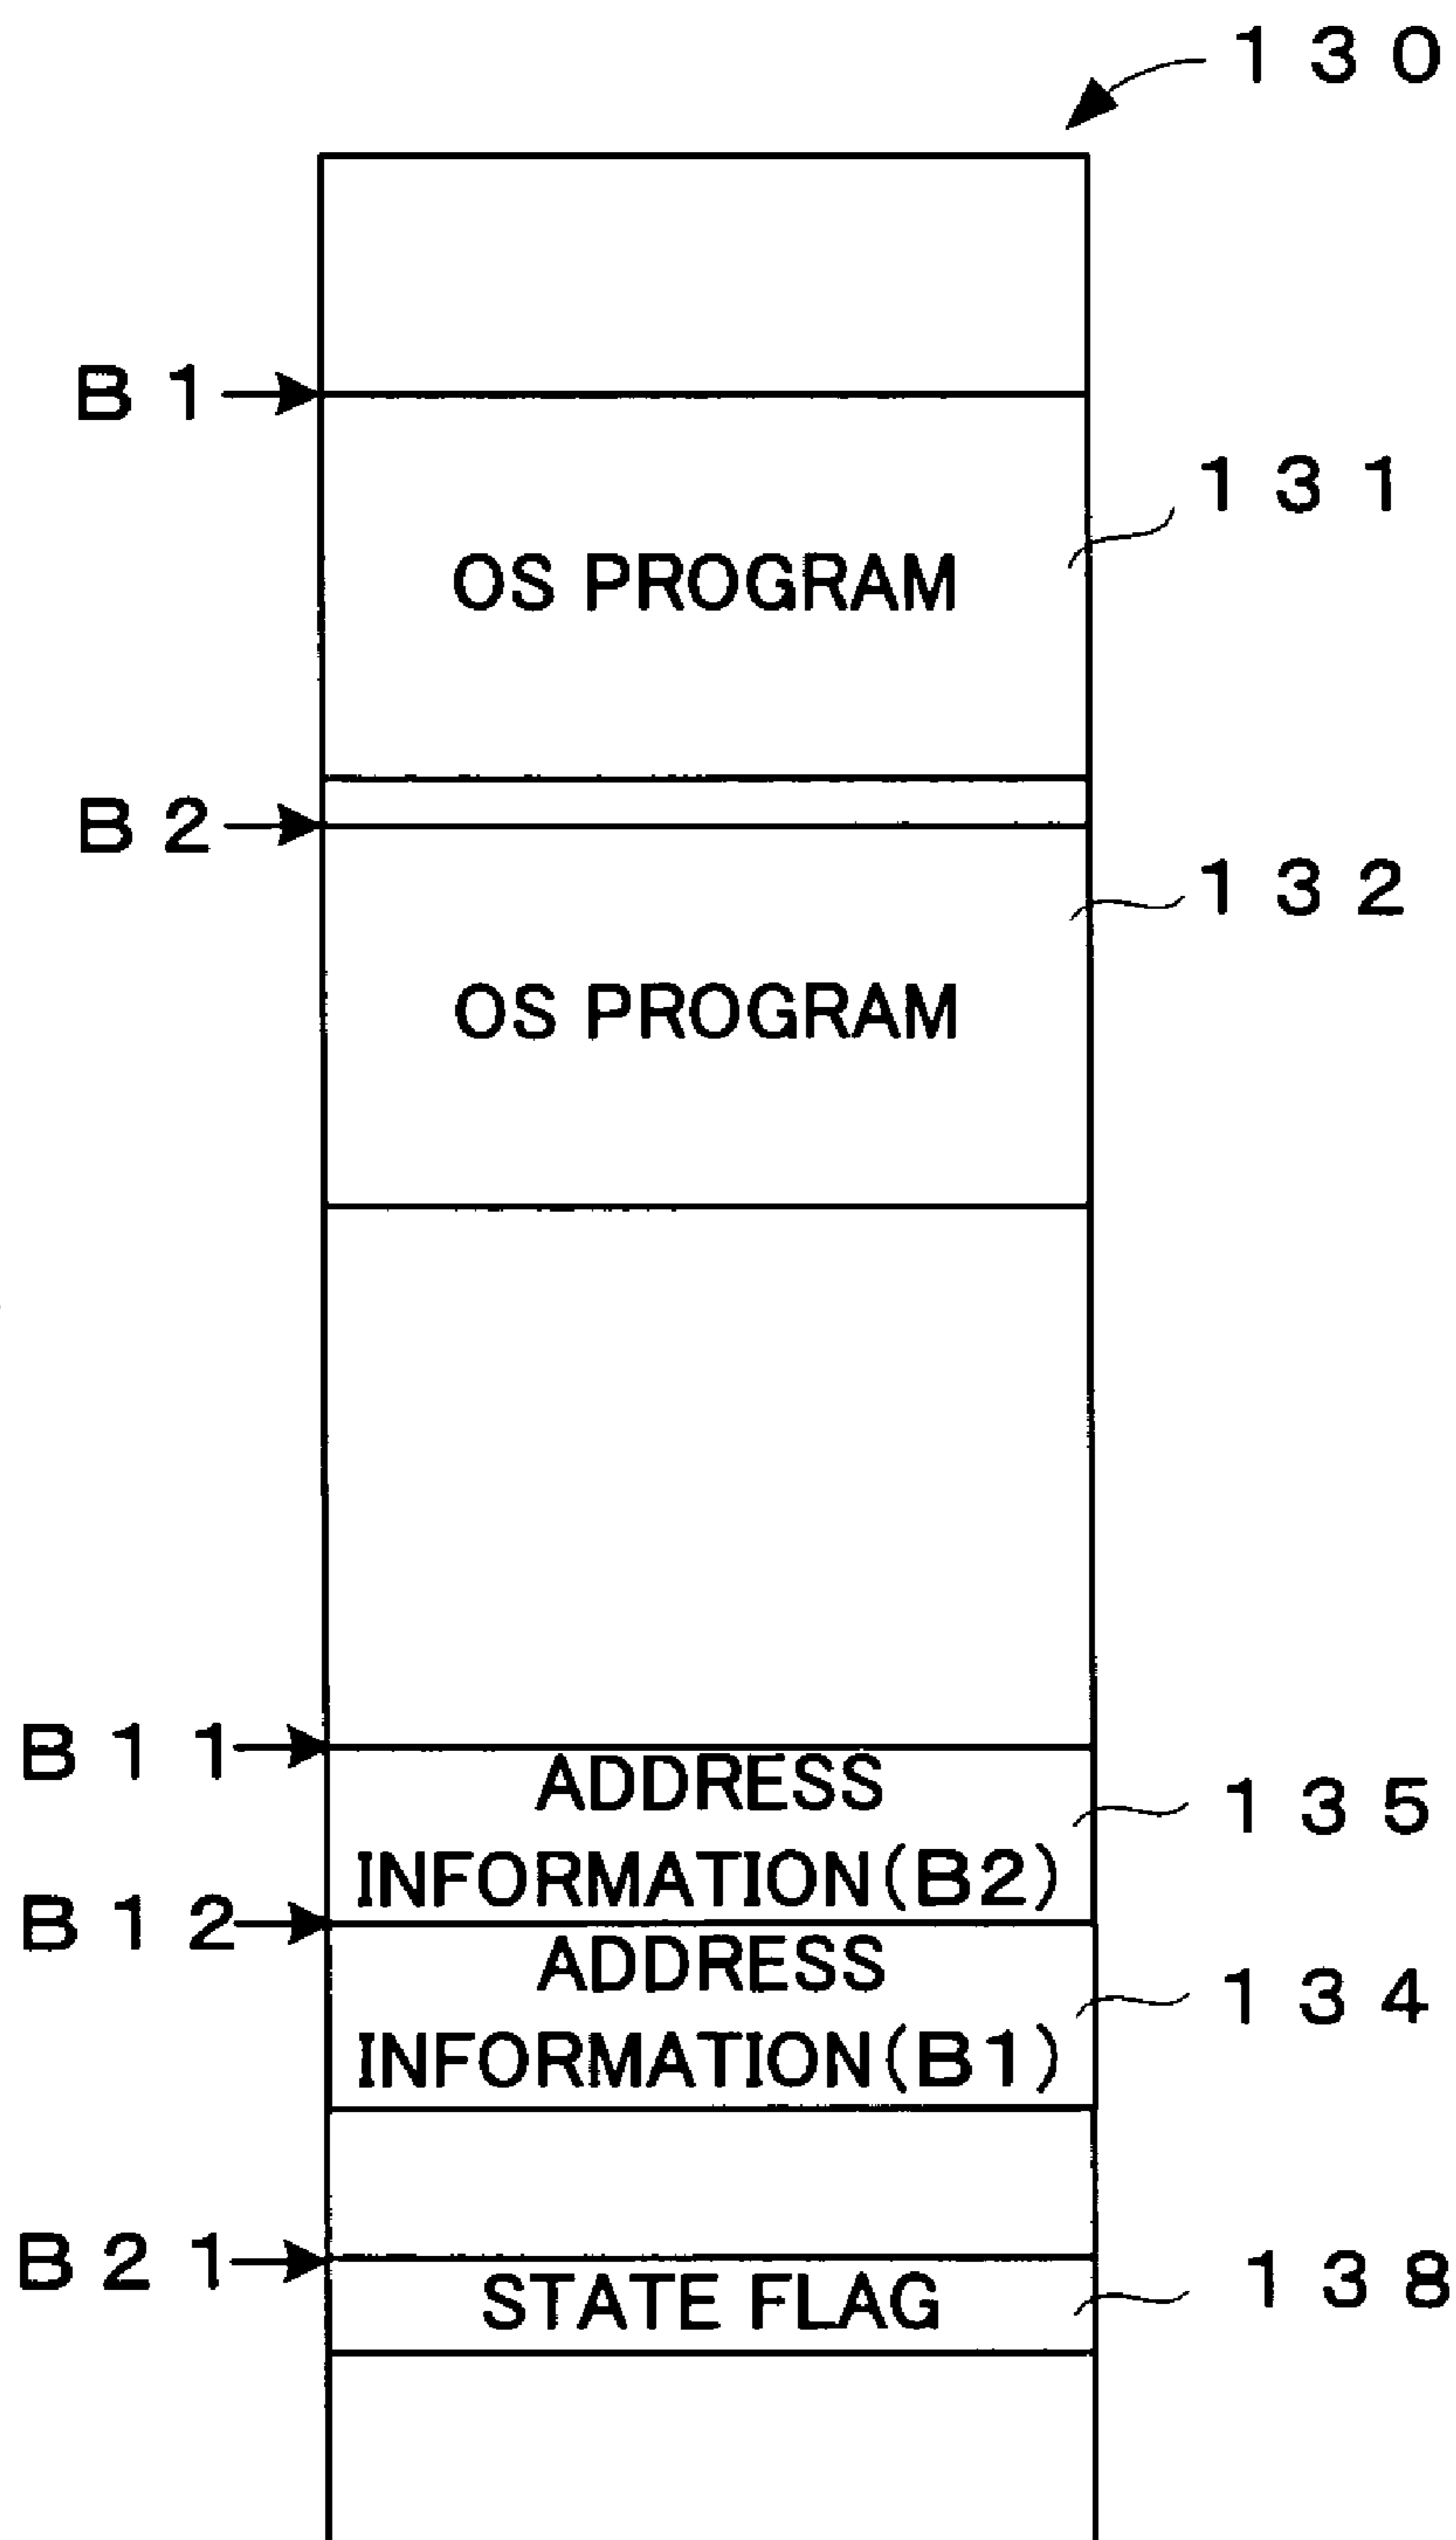 130
B1
131
OS PROGRAM
B2
132
OS PROGRAM
B11
ADDRESS
INFORMATION(B2)
135
B12
ADDRESS
INFORMATION(B1)
134
B21
STATE FLAG
138